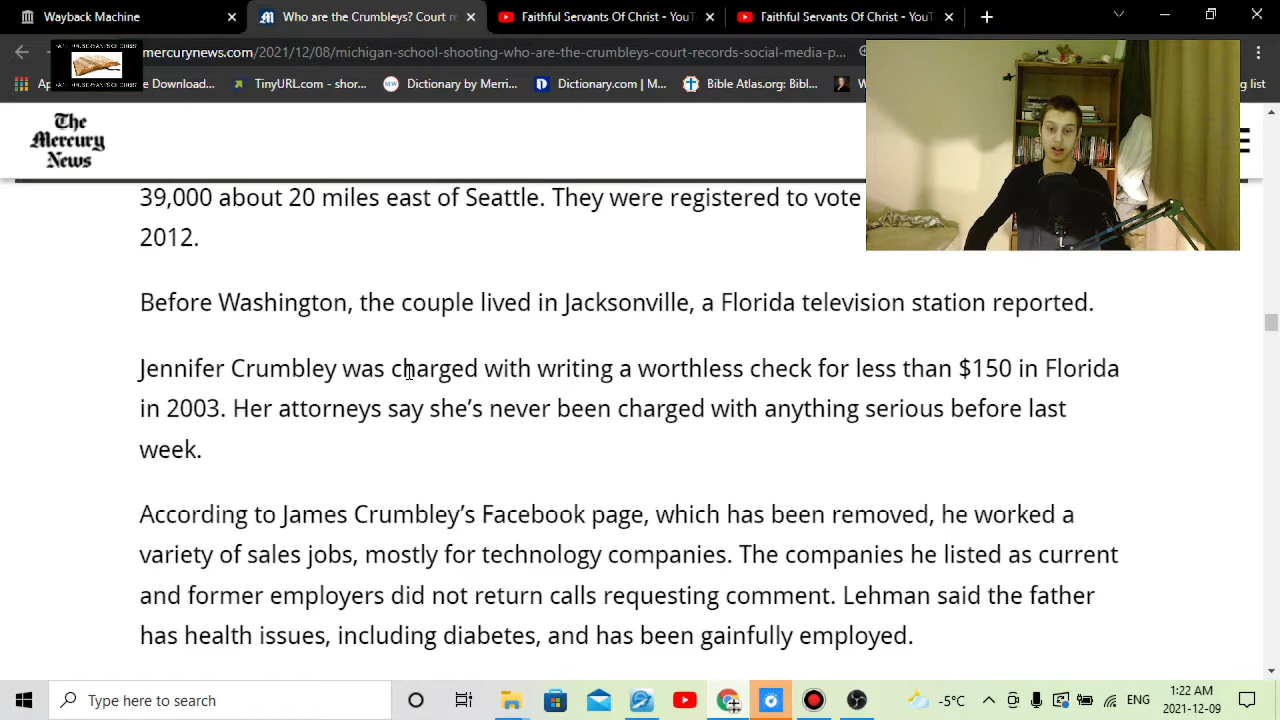 Wayback Machine
Who are the Crumbleys? Court re
Faithful Servants Of Christ - YouT
Faithful Servants Of Christ - YouT
mercurynews.com/2021/12/08/michigan-school-shooting-who-are-the-crumbleys-court-records-social-media-p...
FAITHFUL SERVANTS OF CHRIST
Download...
TinyURL.com - shor...
Dictionary by Merri...
Dictionary.com | M...
Bible Atlas.org: Bibl...
ng list
The
Mercury
News
39,000 about 20 miles east of Seattle. They were registered to vote
2012.
Before Washington, the couple lived in Jacksonville, a Florida television station reported.
Jennifer Crumbley was charged with writing a worthless check for less than $150 in Florida
in 2003. Her attorneys say she’s never been charged with anything serious before last
week.
According to James Crumbley’s Facebook page, which has been removed, he worked a
variety of sales jobs, mostly for technology companies. The companies he listed as current
and former employers did not return calls requesting comment. Lehman said the father
has health issues, including diabetes, and has been gainfully employed.
Type here to search
-5°C
ENG
1:22 AM
2021-12-09